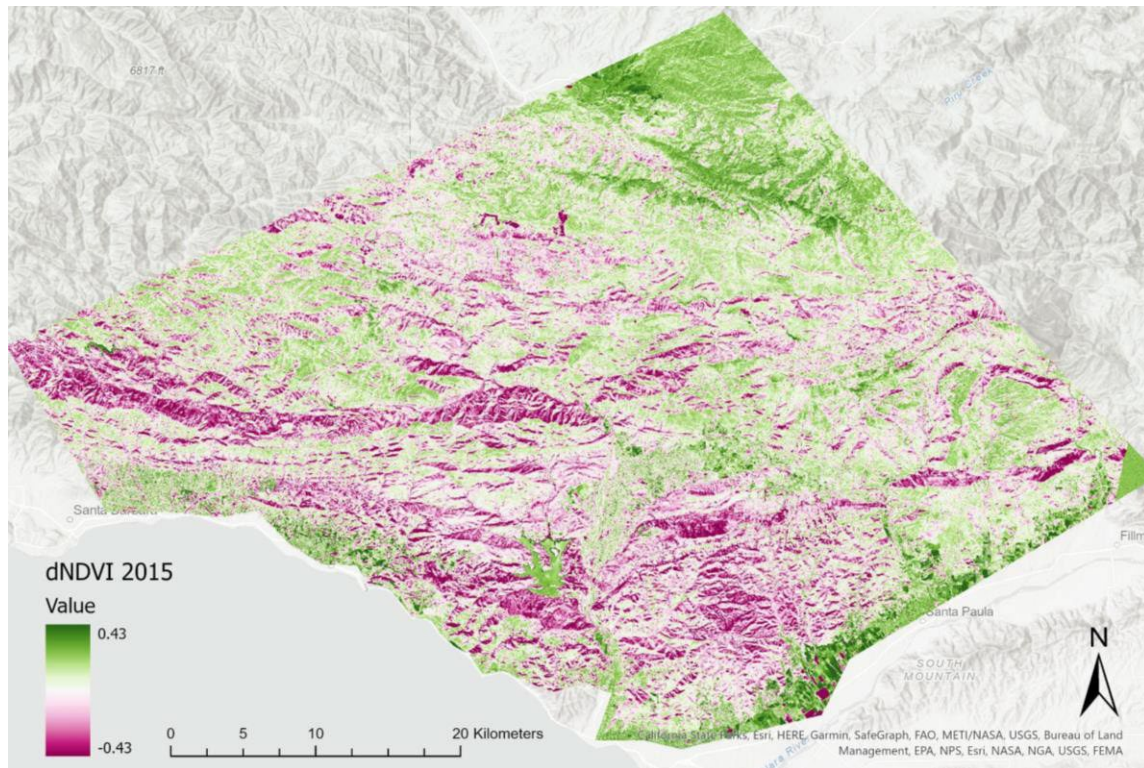 6817 ft
Piru Creek
Santa
dNDVI 2015
Value
0.43
-0.43
0 5 10 20 Kilometers
Santa Paula
SOUTH
MOUNTAIN
N
California State Parks, Esri, HERE, Garmin, SafeGraph, FAO, METI/NASA, USGS, Bureau of Land
Management, EPA, NPS, Esri, NASA, NGA, USGS, FEMA